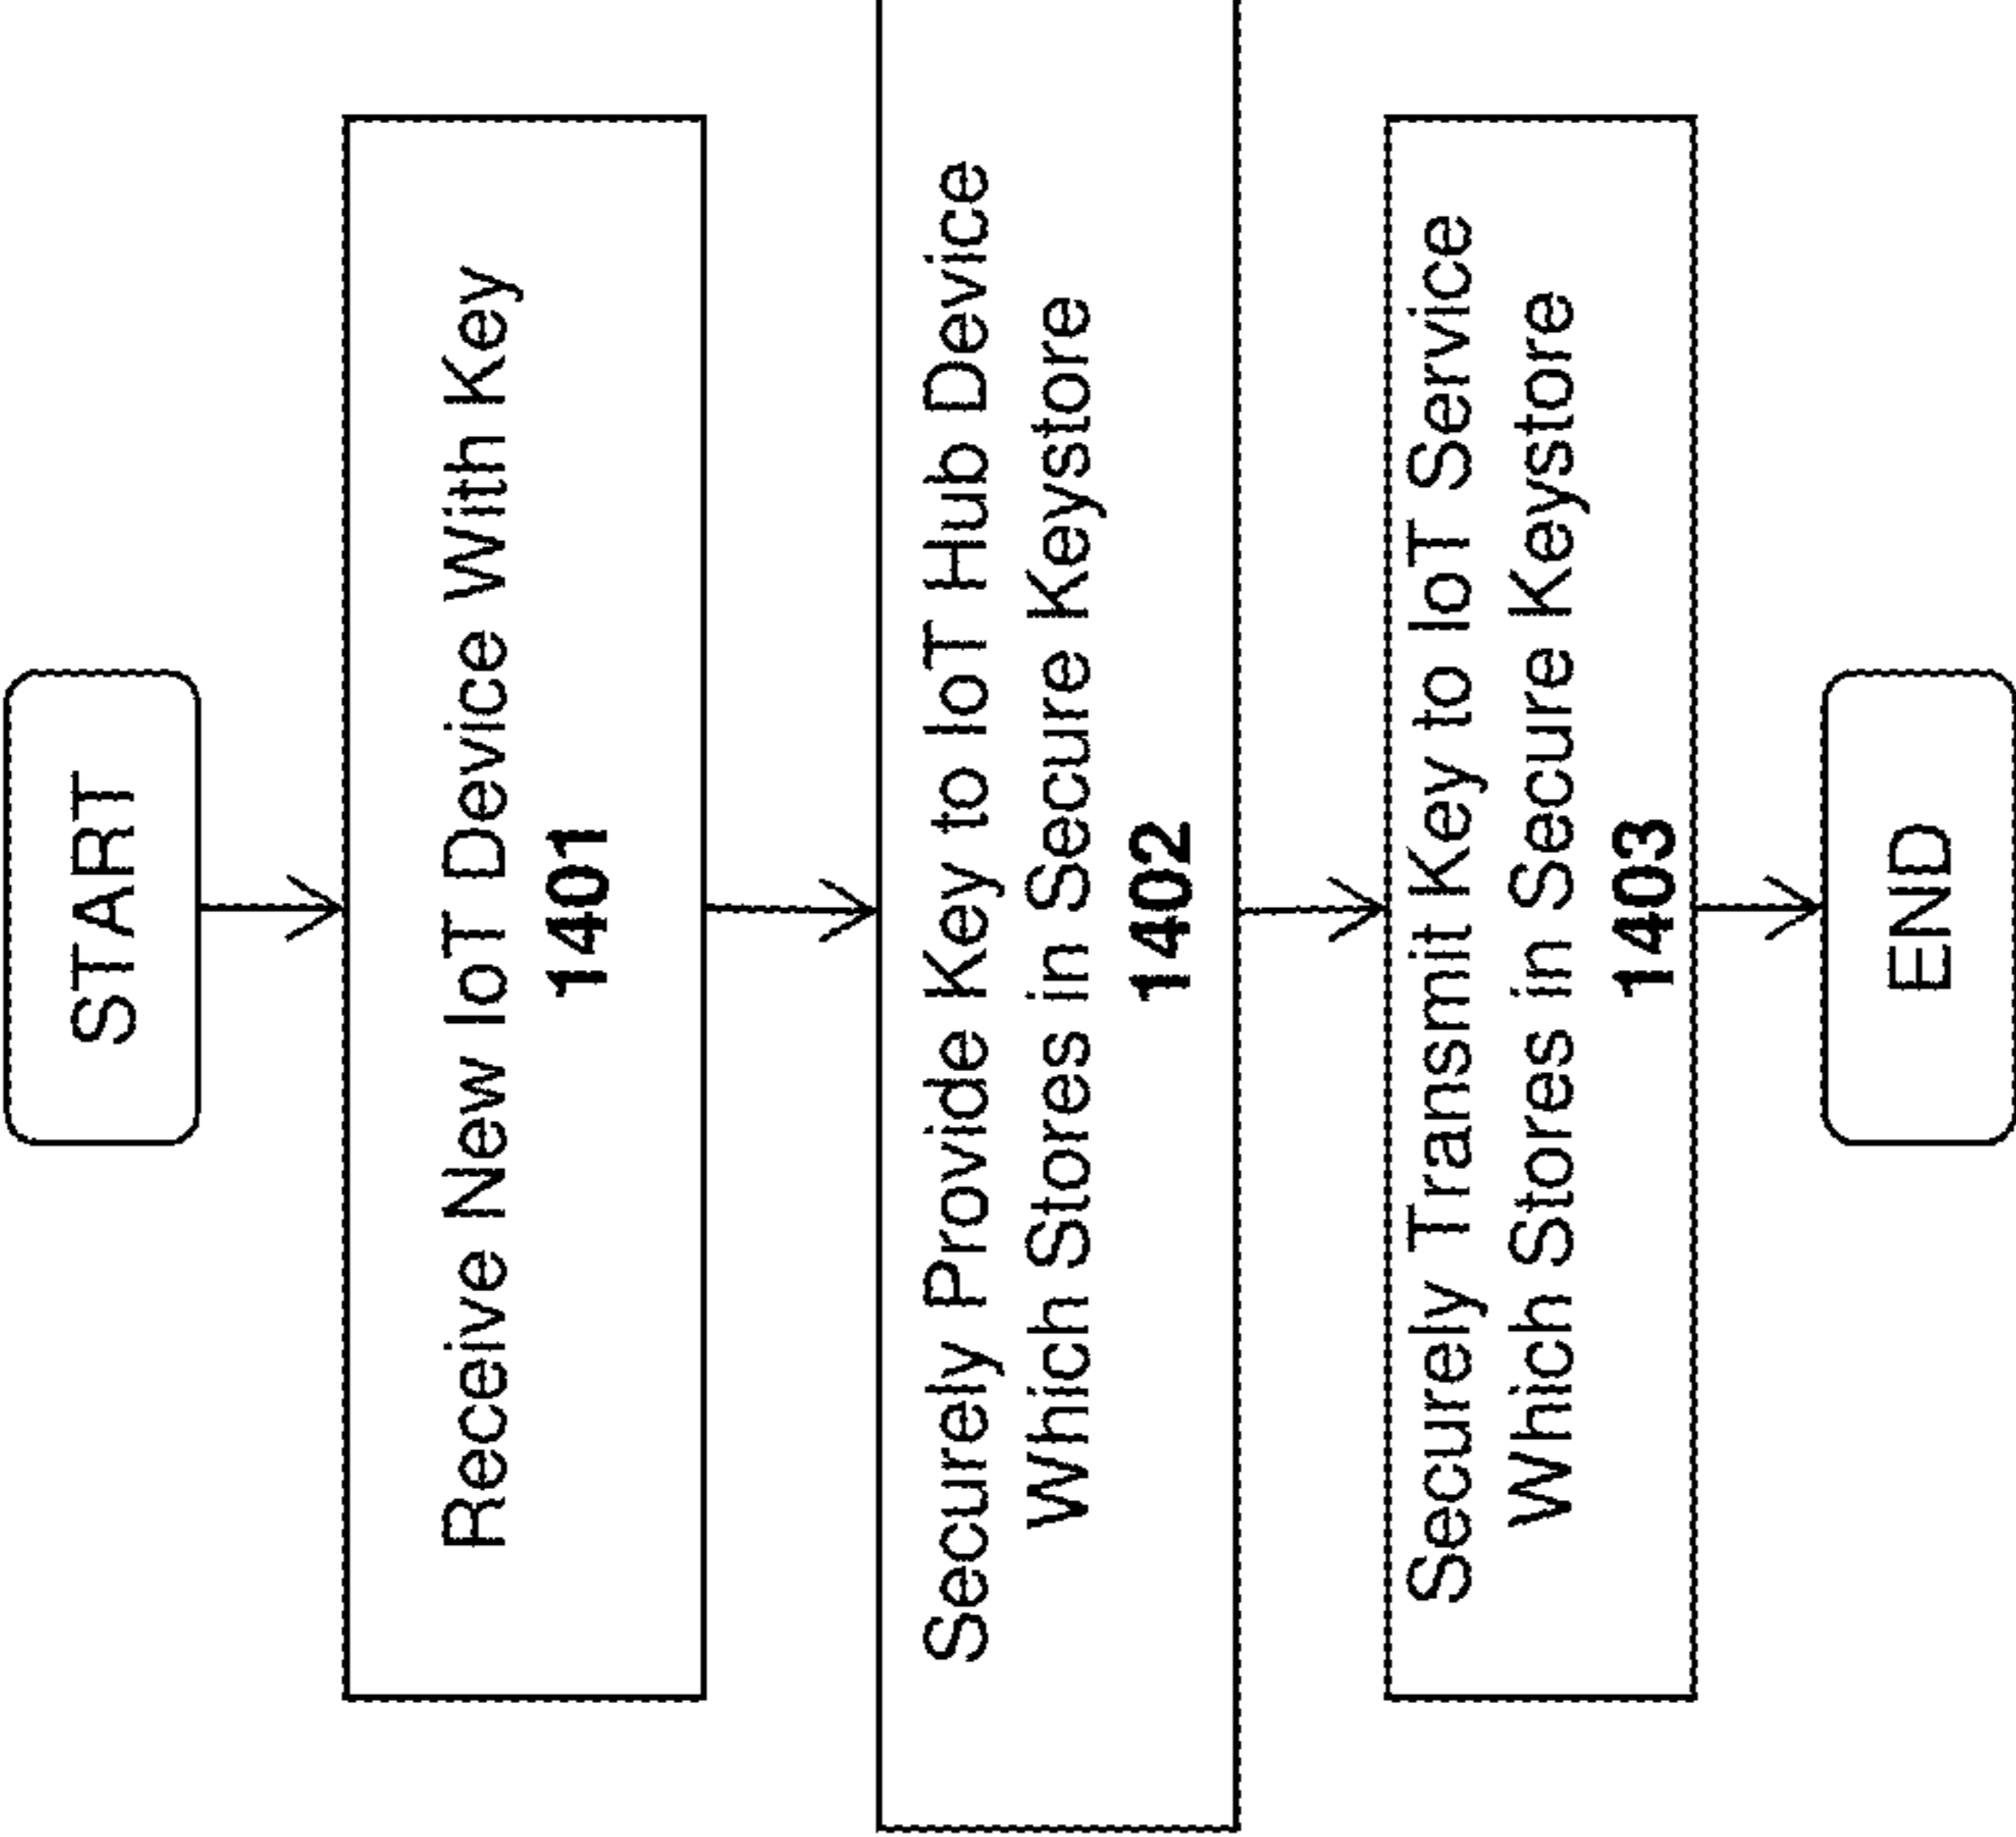 START
Receive New IoT Device With Key
1401
Securely Provide Key to IoT Hub Device
Which Stores in Secure Keystore
1402
Securely Transmit Key to IoT Service
Which Stores in Secure Keystore
1403
END